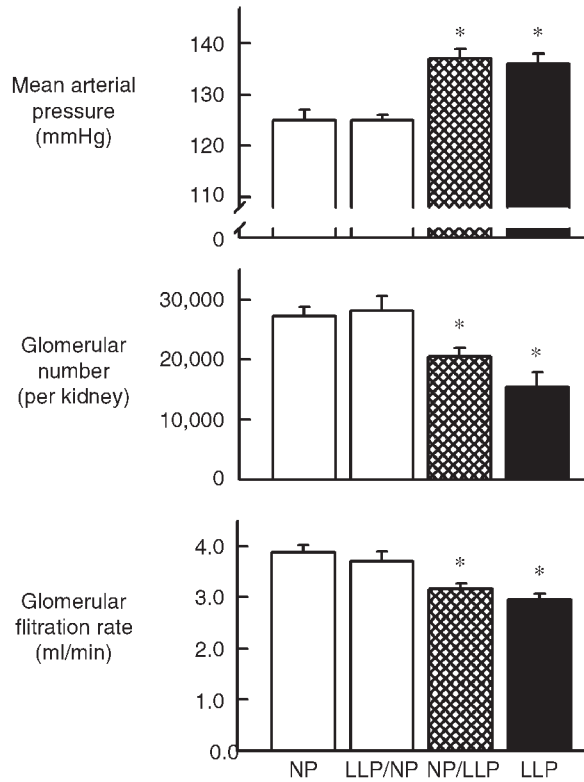 140
Mean arterial
pressure
(mmHg)
130
120
110
0
* *
30,000
Glomerular
number
(per kidney)
20,000
10,000
0
* *
4.0
Glomerular
flitration rate
(ml/min)
3.0
2.0
1.0
0.0
* *
NP LLP/NP NP/LLP LLP